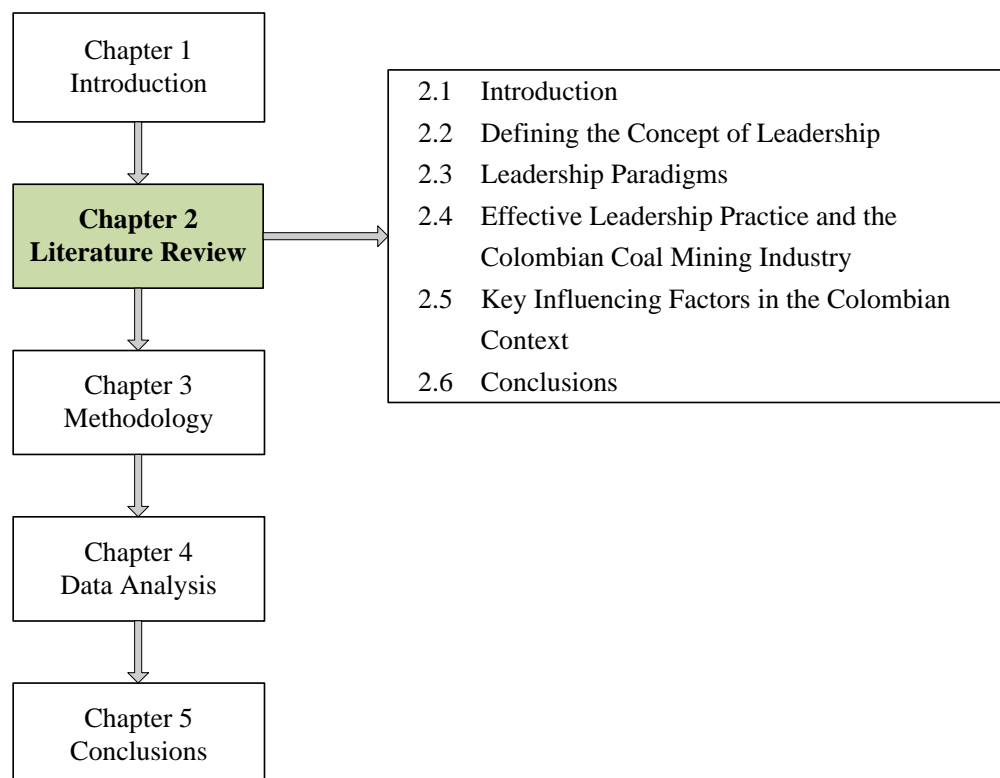 Chapter 1
Introduction
Chapter 2
Literature Review
2.1 Introduction
2.2 Defining the Concept of Leadership
2.3 Leadership Paradigms
2.4 Effective Leadership Practice and the
Colombian Coal Mining Industry
2.5 Key Influencing Factors in the Colombian
Context
2.6 Conclusions
Chapter 3
Methodology
Chapter 4
Data Analysis
Chapter 5
Conclusions